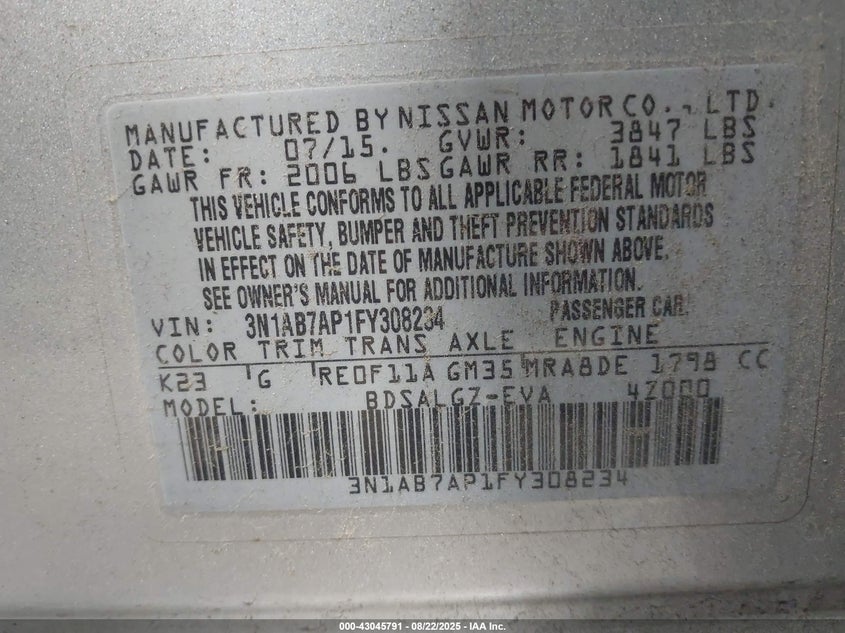 MANUFACTURED BY NISSAN MOTOR CO., LTD.
DATE: 07/15. GVWR: 3847 LBS
GAWR FR: 2006 LBS GAWR RR: 1841 LBS
THIS VEHICLE CONFORMS TO ALL APPLICABLE FEDERAL MOTOR
VEHICLE SAFETY, BUMPER AND THEFT PREVENTION STANDARDS
IN EFFECT ON THE DATE OF MANUFACTURE SHOWN ABOVE.
SEE OWNER'S MANUAL FOR ADDITIONAL INFORMATION.
VIN: 3N1AB7AP1FY308234 PASSENGER CAR
COLOR TRIM TRANS AXLE ENGINE
K23 G RE0F11A GM35 MRA8DE 1798 CC
MODEL: BDSALGZ-EVA 4Z000
3N1AB7AP1FY308234
000-43045791 - 08/22/2025 - IAA Inc.